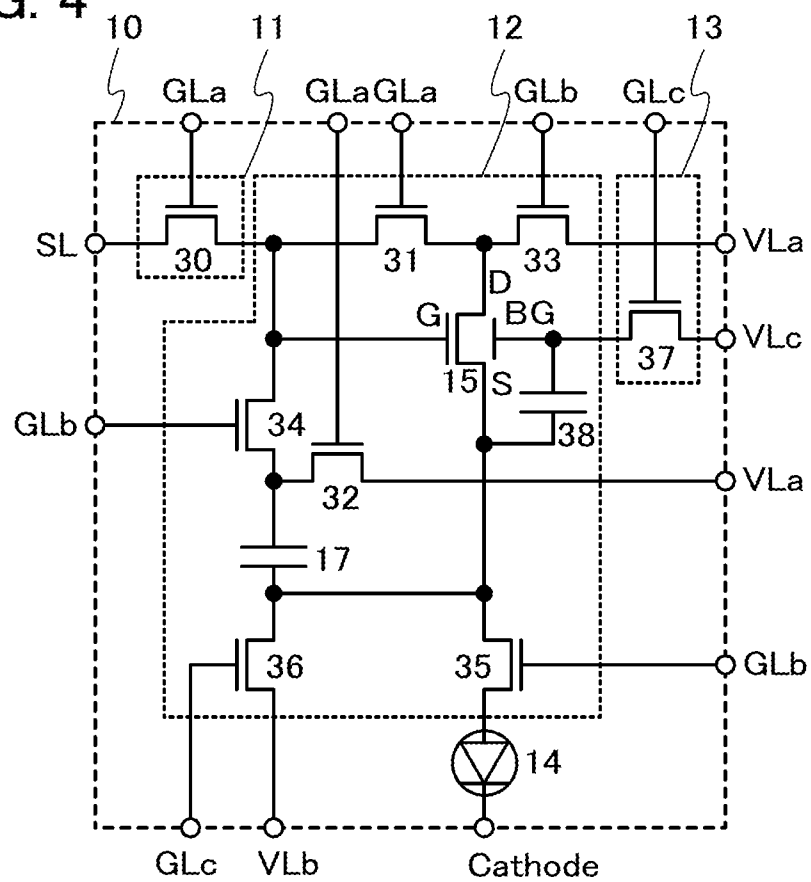 G. 4
10 11 12 13
GLa GLa GLa GLb GLc
SL 30 31 33 VLa
D
G BG VLc
15 S 37
GLb 34 38
32 VLa
17
36 35 GLb
14
GLc VLb Cathode